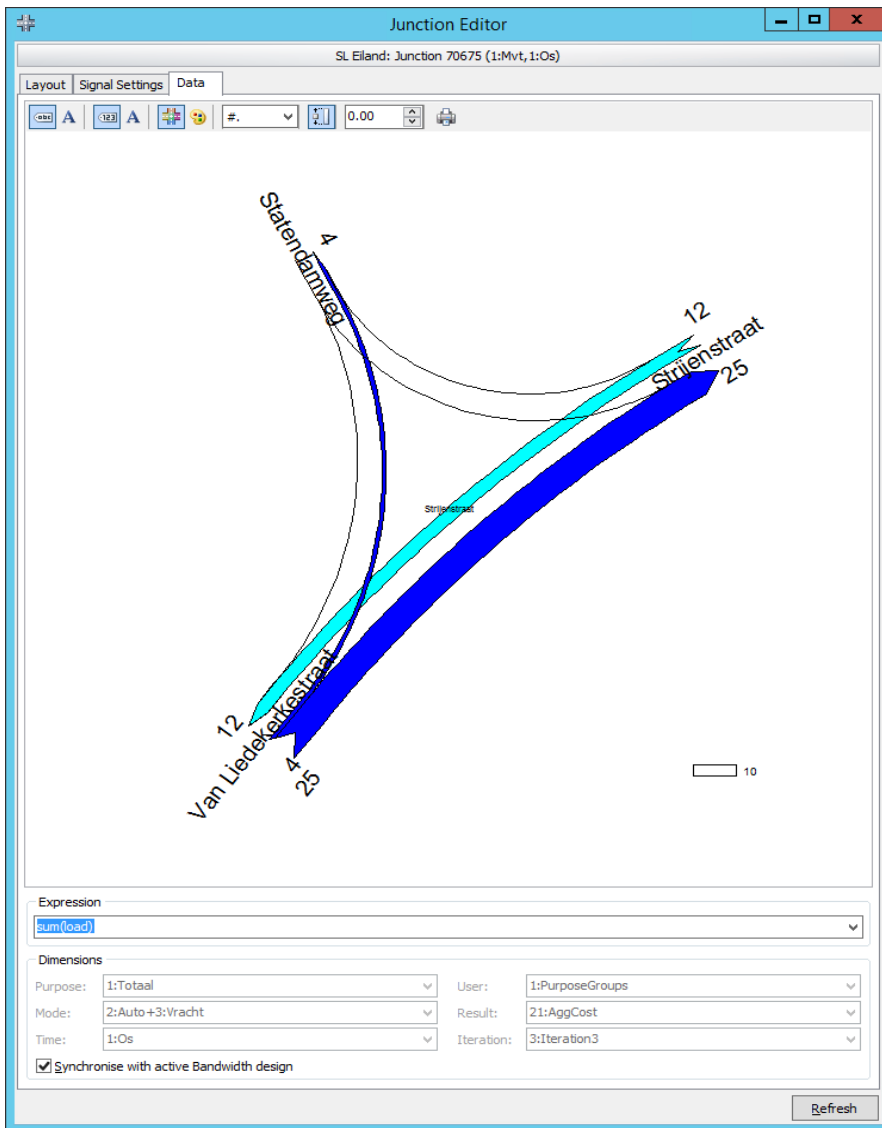 Junction Editor
SL Eiland: Junction 70675 (1:Mvt,1:Os)
Layout Signal Settings Data
abc A 123 A #. 0.00
Statendamweg
4
12
Strijenstraat
25
Strijenstraat
12
Van Liedekerkestraat
4
25
10
Expression
sum(load)
Dimensions
Purpose: 1:Totaal User: 1:PurposeGroups
Mode: 2:Auto+3:Vracht Result: 21:AggCost
Time: 1:Os Iteration: 3:Iteration3
Synchronise with active Bandwidth design
Refresh